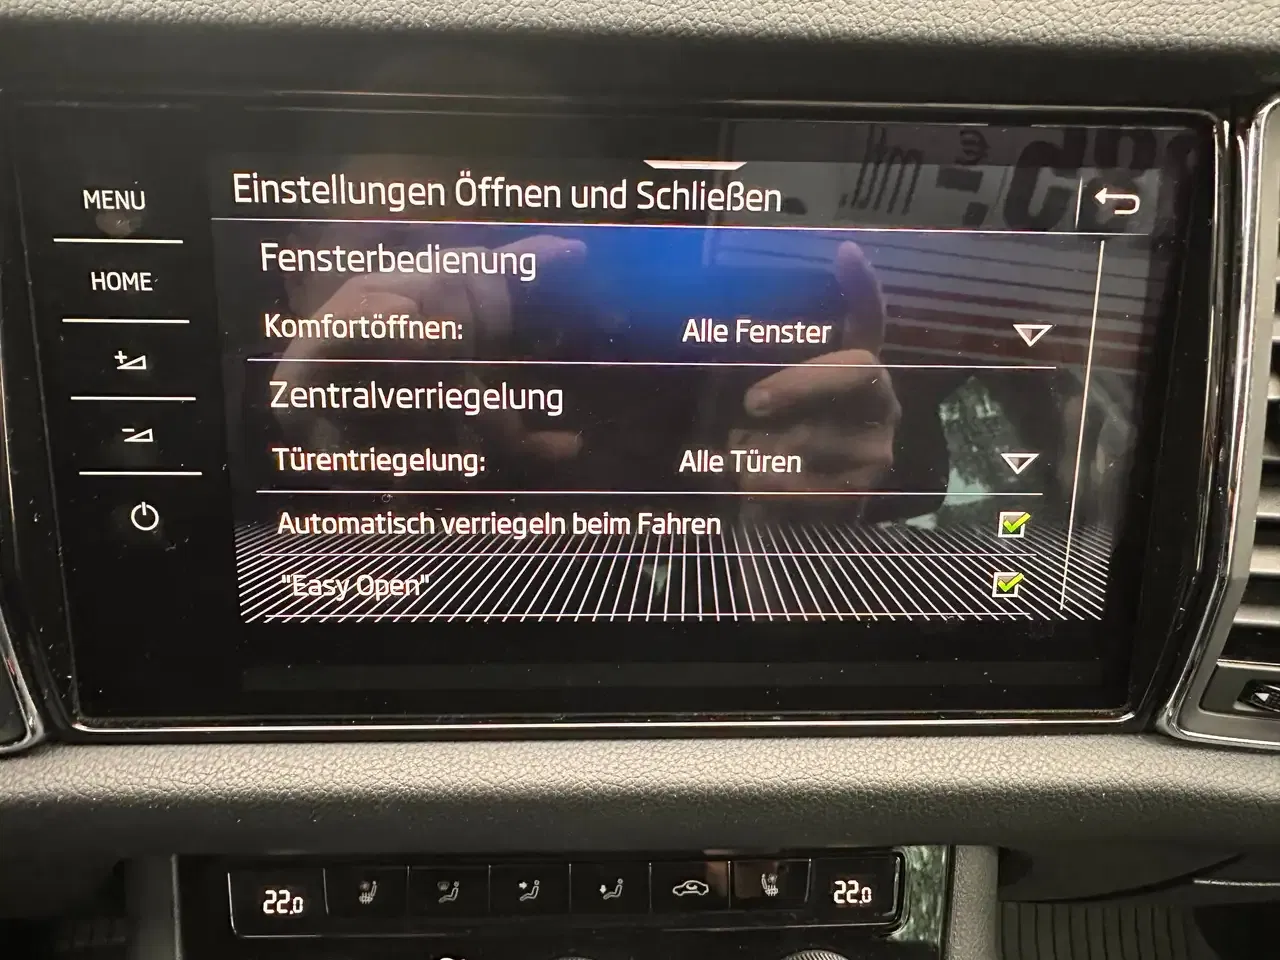 MENU
HOME
Einstellungen Öffnen und Schließen
Fensterbedienung
Komfortöffnen: Alle Fenster
Zentralverriegelung
Türentriegelung: Alle Türen
Automatisch verriegeln beim Fahren
"Easy Open"
22.0
22.0